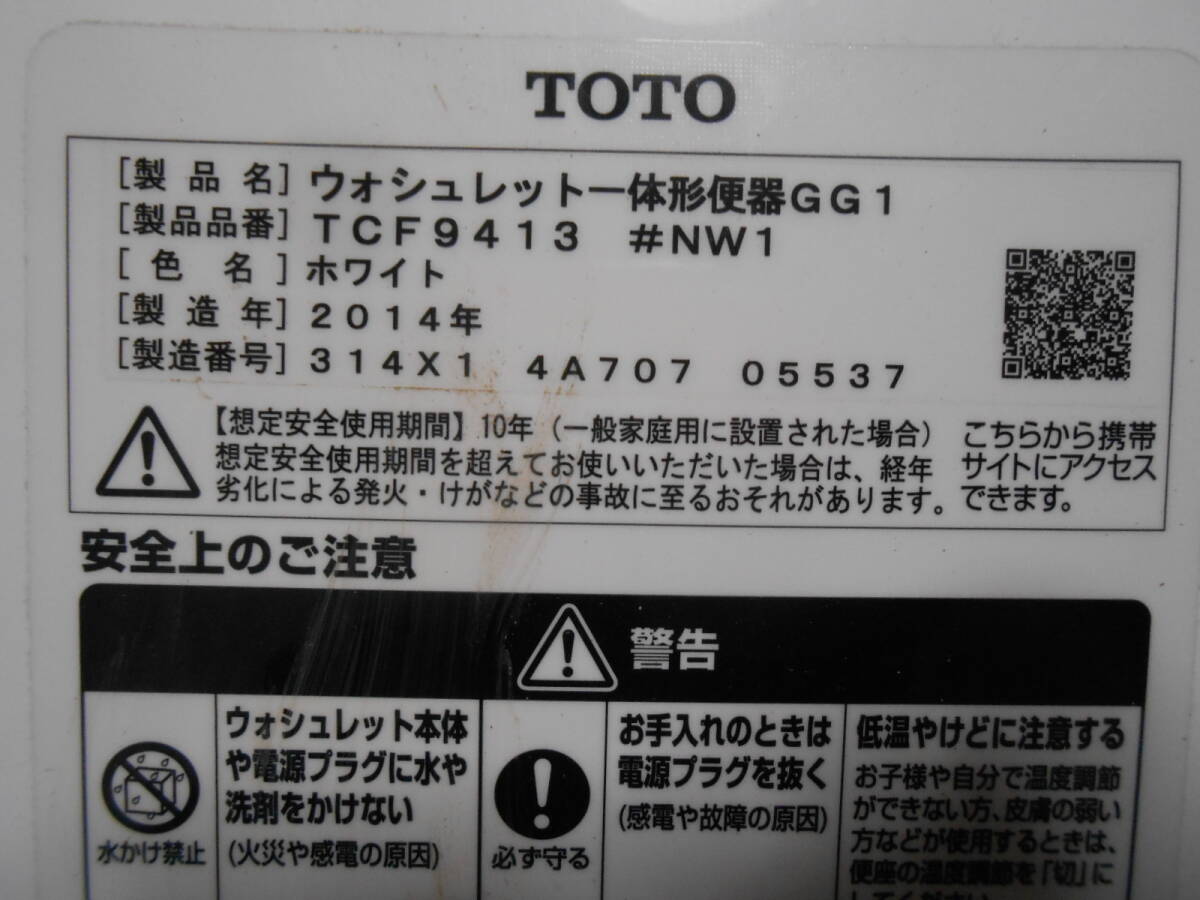 TOTO
[製品名] ウォシュレット一体形便器GG1
[製品品番] TCF9413 #NW1
[色名] ホワイト
[製造年] 2014年
[製造番号] 314X1 4A707 05537
【想定安全使用期間】10年（一般家庭用に設置された場合）
想定安全使用期間を超えてお使いいただいた場合は、経年
劣化による発火・けがなどの事故に至るおそれがあります。
こちらから携帯
サイトにアクセス
できます。
安全上のご注意
警告
水かけ禁止
ウォシュレット本体
や電源プラグに水や
洗剤をかけない
(火災や感電の原因)
必ず守る
お手入れのときは
電源プラグを抜く
(感電や故障の原因)
低温やけどに注意する
お子様や自分で温度調節
ができない方、皮膚の弱い
方などが使用するときは、
便座の温度調節を「切」に